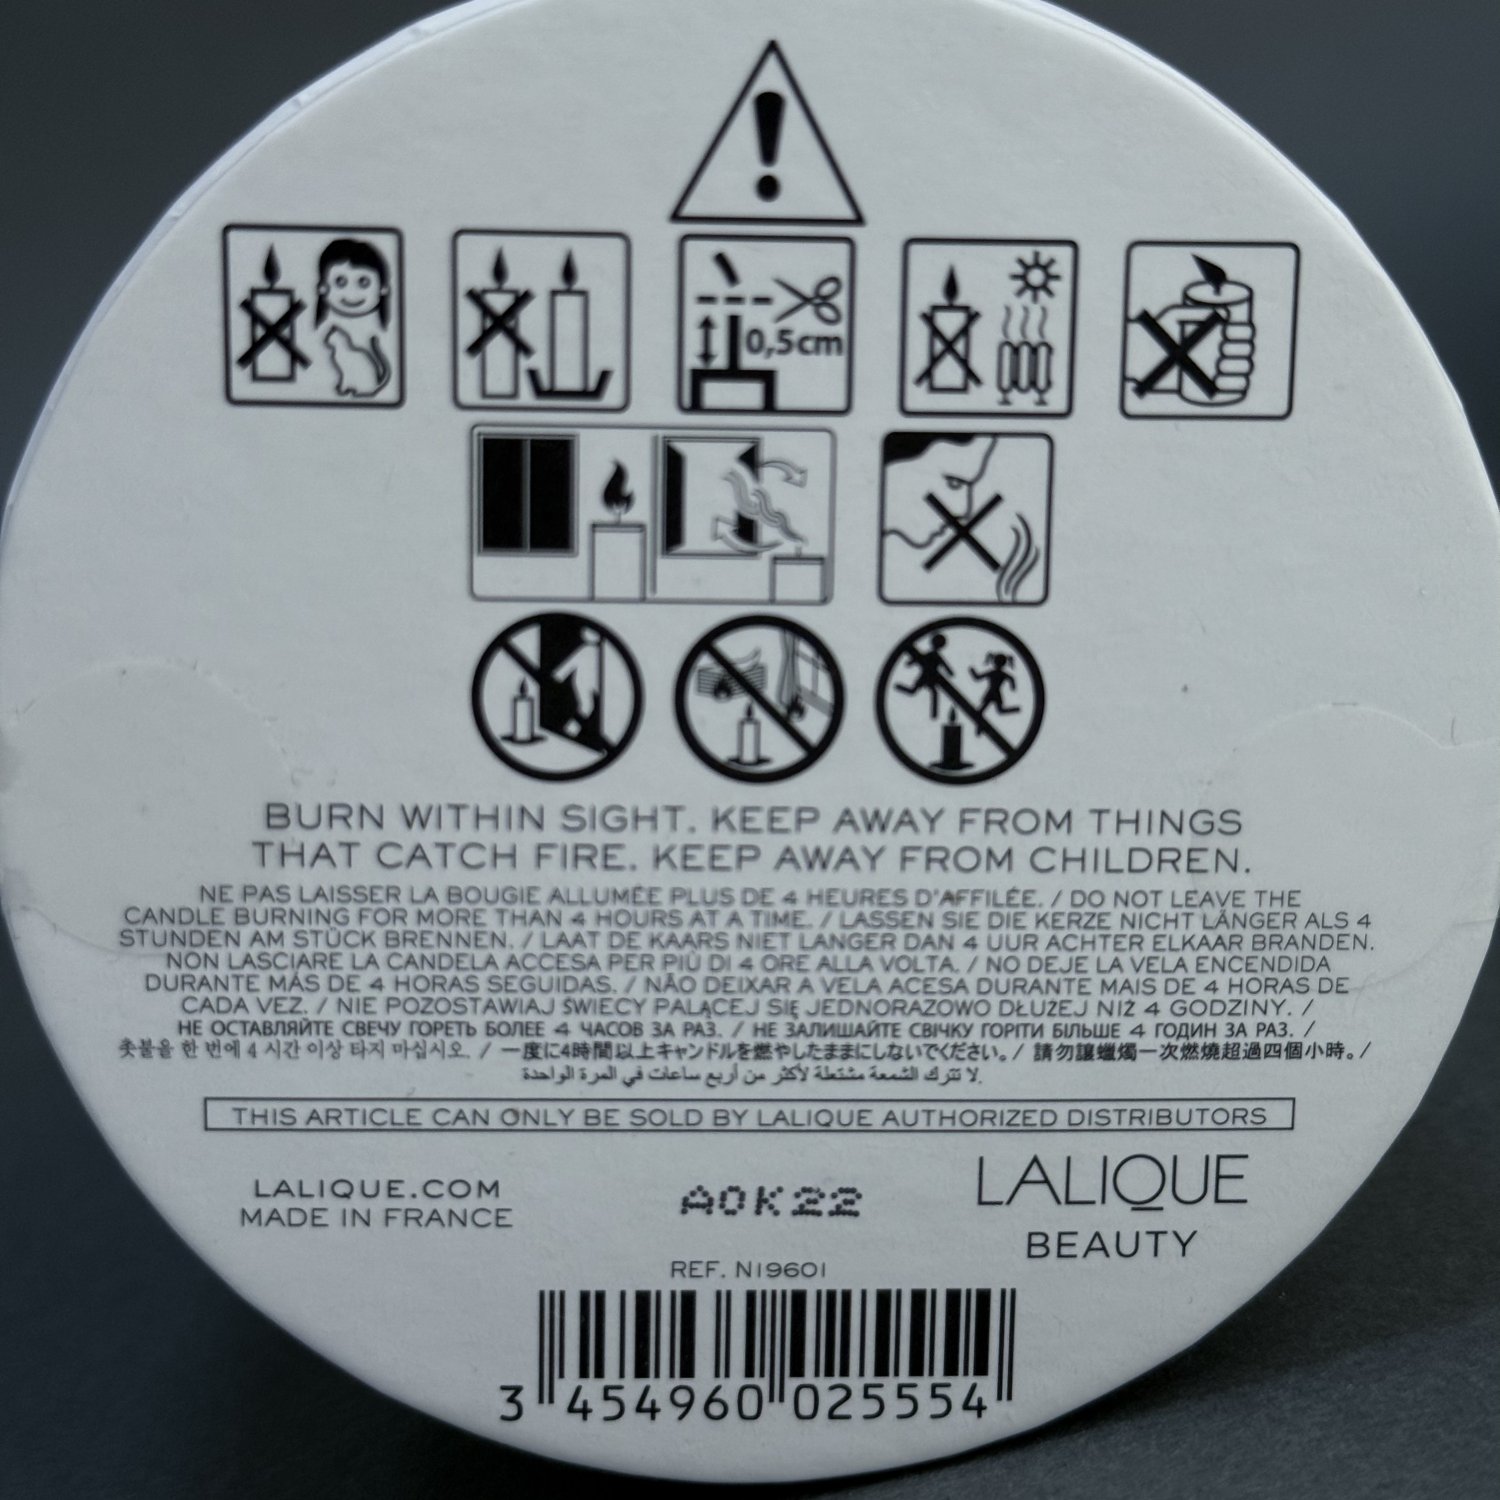 !
0,5cm
BURN WITHIN SIGHT. KEEP AWAY FROM THINGS
THAT CATCH FIRE. KEEP AWAY FROM CHILDREN.
NE PAS LAISSER LA BOUGIE ALLUMÉE PLUS DE 4 HEURES D'AFFILÉE. / DO NOT LEAVE THE
CANDLE BURNING FOR MORE THAN 4 HOURS AT A TIME. / LASSEN SIE DIE KERZE NICHT LÄNGER ALS 4
STUNDEN AM STÜCK BRENNEN. / LAAT DE KAARS NIET LANGER DAN 4 UUR ACHTER ELKAAR BRANDEN.
NON LASCIARE LA CANDELA ACCESA PER PIÙ DI 4 ORE ALLA VOLTA. / NO DEJE LA VELA ENCENDIDA
DURANTE MÁS DE 4 HORAS SEGUIDAS. / NÃO DEIXAR A VELA ACESA DURANTE MAIS DE 4 HORAS DE
CADA VEZ. / NIE POZOSTAWIAJ ŚWIECY PALĄCEJ SIĘ JEDNORAZOWO DŁUŻEJ NIŻ 4 GODZINY. /
НЕ ОСТАВЛЯЙТЕ СВЕЧУ ГОРЕТЬ БОЛЕЕ 4 ЧАСОВ ЗА РАЗ. / НЕ ЗАЛИШАЙТЕ СВІЧКУ ГОРІТИ БІЛЬШЕ 4 ГОДИН ЗА РАЗ. /
촛불을 한 번에 4 시간 이상 타지 마십시오. / 一度に4時間以上キャンドルを燃やしたままにしないでください。/ 請勿讓蠟燭一次燃燒超過四個小時。/
لا تترك الشمعة مشتعلة لأكثر من أربع ساعات في المرة الواحدة.
THIS ARTICLE CAN ONLY BE SOLD BY LALIQUE AUTHORIZED DISTRIBUTORS
LALIQUE.COM
MADE IN FRANCE
A0K22
LALIQUE
BEAUTY
REF. N19601
3 454960 025554